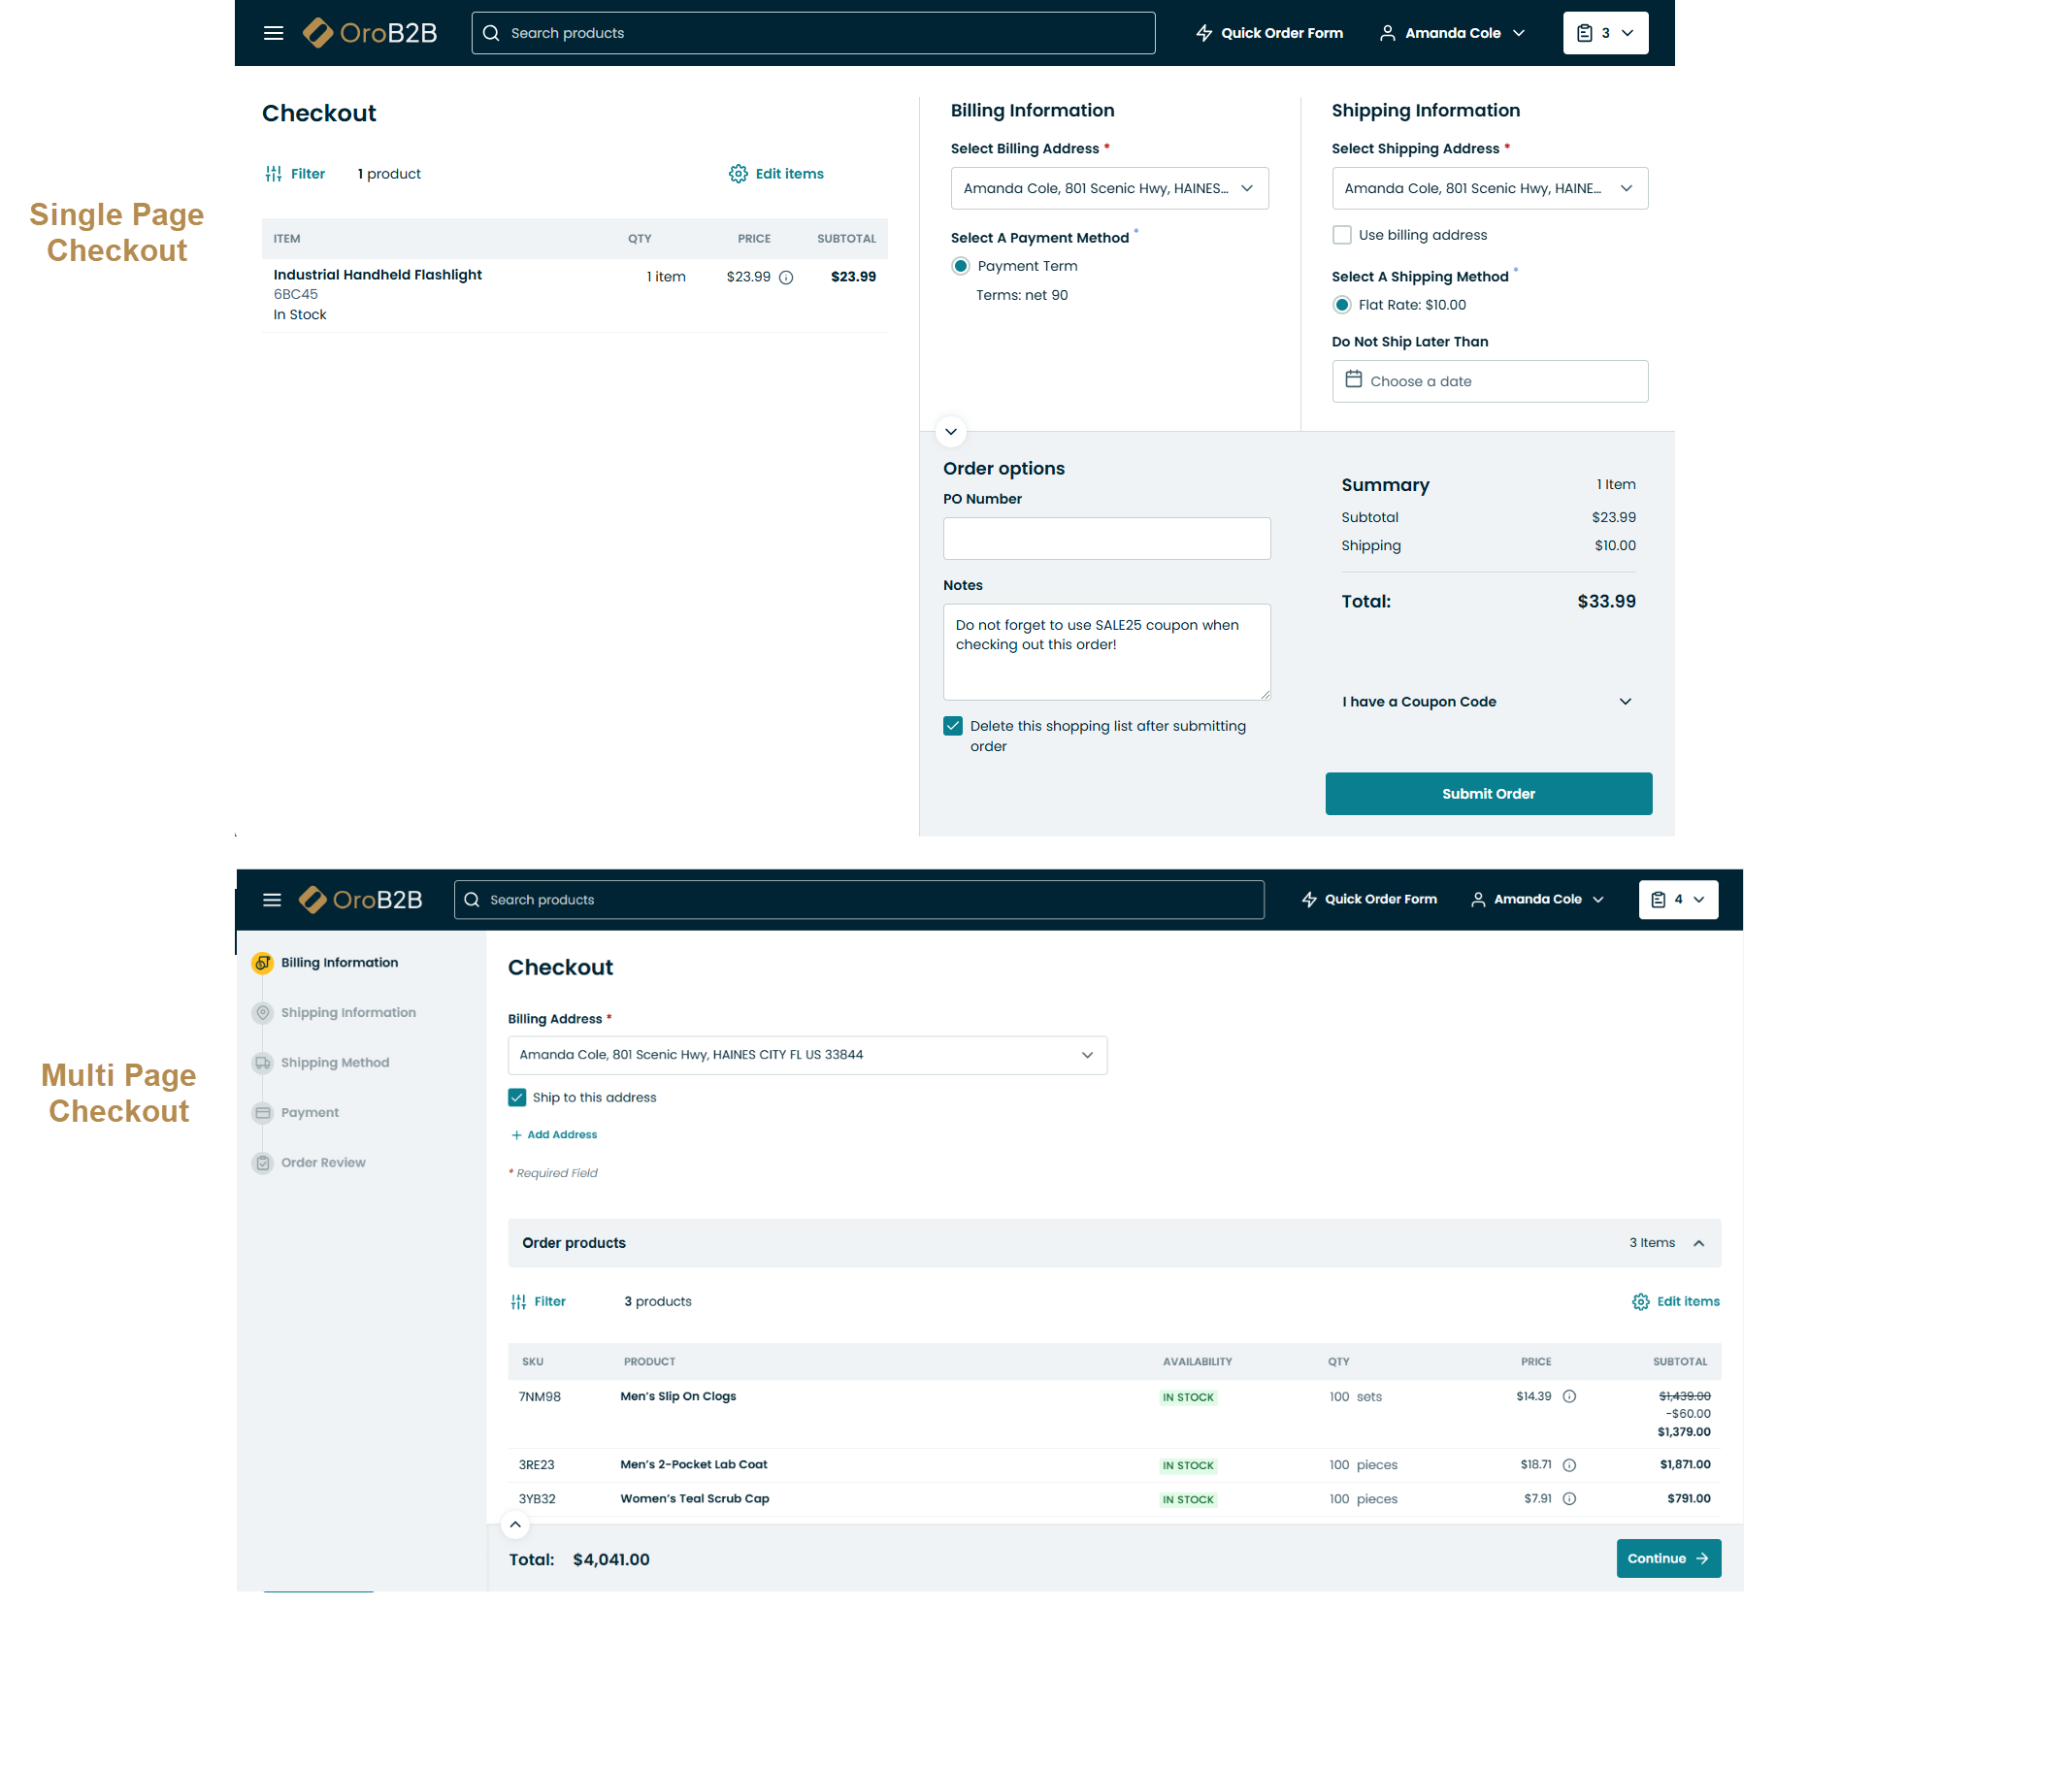 OroB2B
Search products
Quick Order Form
Amanda Cole
3
Single Page
Checkout
Checkout
Filter
1 product
Edit items
ITEM QTY PRICE SUBTOTAL
Industrial Handheld Flashlight 1 item $23.99 $23.99
6BC45
In Stock
Billing Information
Select Billing Address *
Amanda Cole, 801 Scenic Hwy, HAINES...
Select A Payment Method *
Payment Term
Terms: net 90
Shipping Information
Select Shipping Address *
Amanda Cole, 801 Scenic Hwy, HAINE...
Use billing address
Select A Shipping Method *
Flat Rate: $10.00
Do Not Ship Later Than
Choose a date
Order options
PO Number
Notes
Do not forget to use SALE25 coupon when
checking out this order!
Delete this shopping list after submitting
order
Summary 1 Item
Subtotal $23.99
Shipping $10.00
Total: $33.99
I have a Coupon Code
Submit Order
Multi Page
Checkout
OroB2B
Search products
Quick Order Form
Amanda Cole
4
Billing Information
Shipping Information
Shipping Method
Payment
Order Review
Checkout
Billing Address *
Amanda Cole, 801 Scenic Hwy, HAINES CITY FL US 33844
Ship to this address
+ Add Address
* Required Field
Order products 3 Items
Filter
3 products
Edit items
SKU PRODUCT AVAILABILITY QTY PRICE SUBTOTAL
7NM98 Men's Slip On Clogs IN STOCK 100 sets $14.39 $1,439.00
-$60.00
$1,379.00
3RE23 Men's 2-Pocket Lab Coat IN STOCK 100 pieces $18.71 $1,871.00
3YB32 Women's Teal Scrub Cap IN STOCK 100 pieces $7.91 $791.00
Total: $4,041.00
Continue